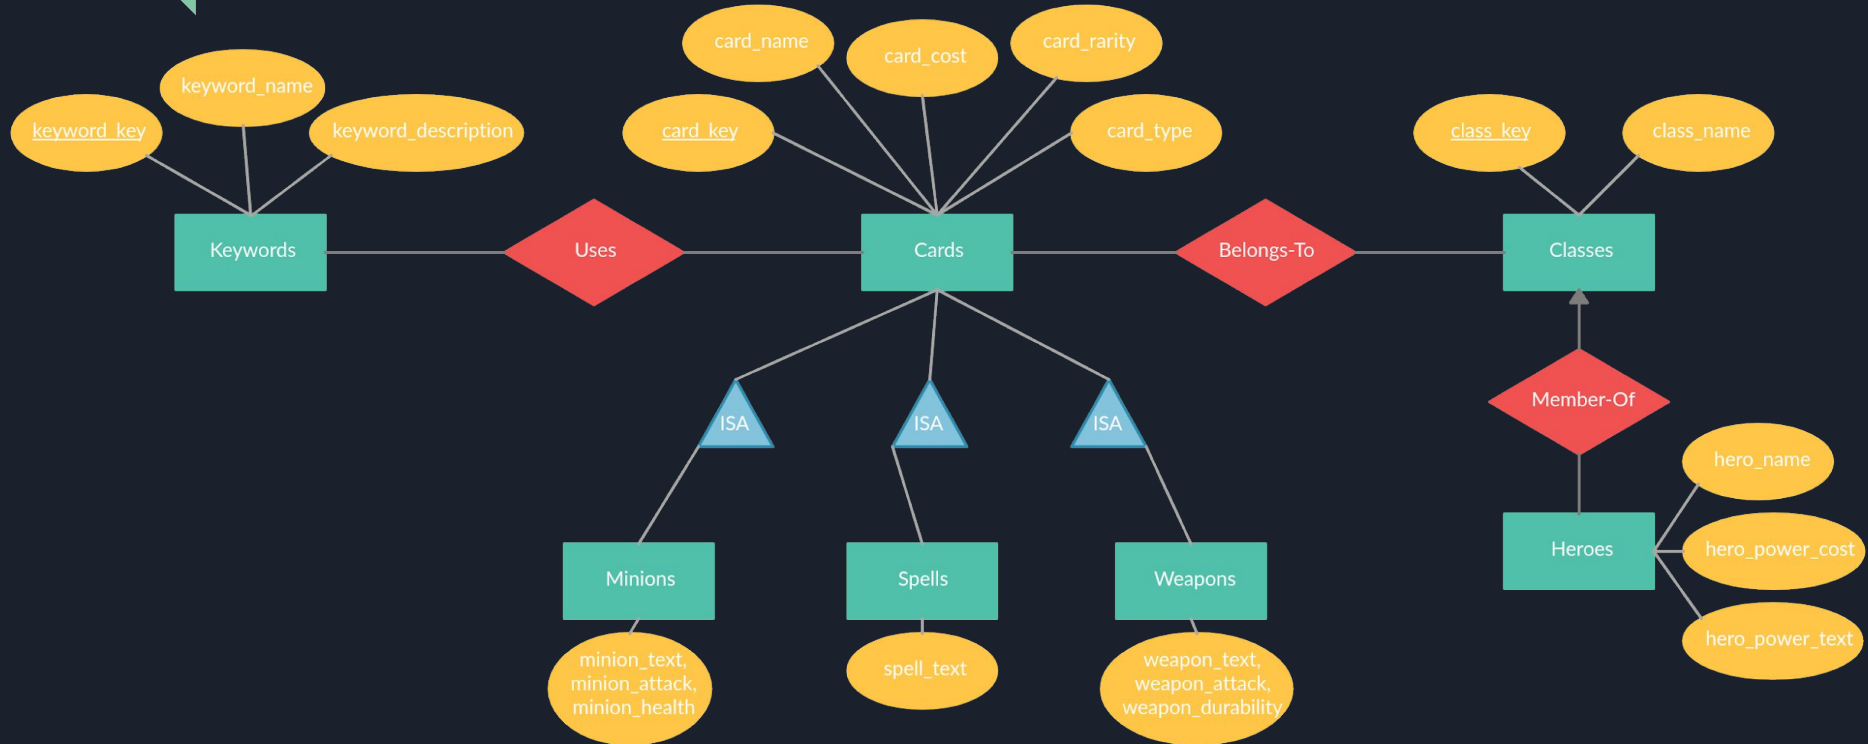 card_name
card_cost
card_rarity
keyword_name
keyword_key
keyword_description
card_key
card_type
class_key
class_name
Keywords
Uses
Cards
Belongs-To
Classes
Member-Of
ISA
ISA
ISA
hero_name
Heroes
hero_power_cost
hero_power_text
Minions
Spells
Weapons
minion_text,
minion_attack,
minion_health
spell_text
weapon_text,
weapon_attack,
weapon_durability